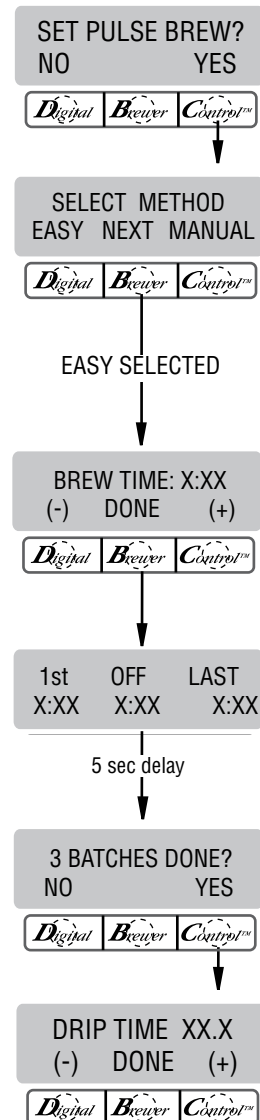 SET PULSE BREW?
NO YES
Digital Brewer Control™
SELECT METHOD
EASY NEXT MANUAL
Digital Brewer Control™
EASY SELECTED
BREW TIME: X:XX
(-) DONE (+)
Digital Brewer Control™
1st OFF LAST
X:XX X:XX X:XX
5 sec delay
3 BATCHES DONE?
NO YES
Digital Brewer Control™
DRIP TIME XX.X
(-) DONE (+)
Digital Brewer Control™